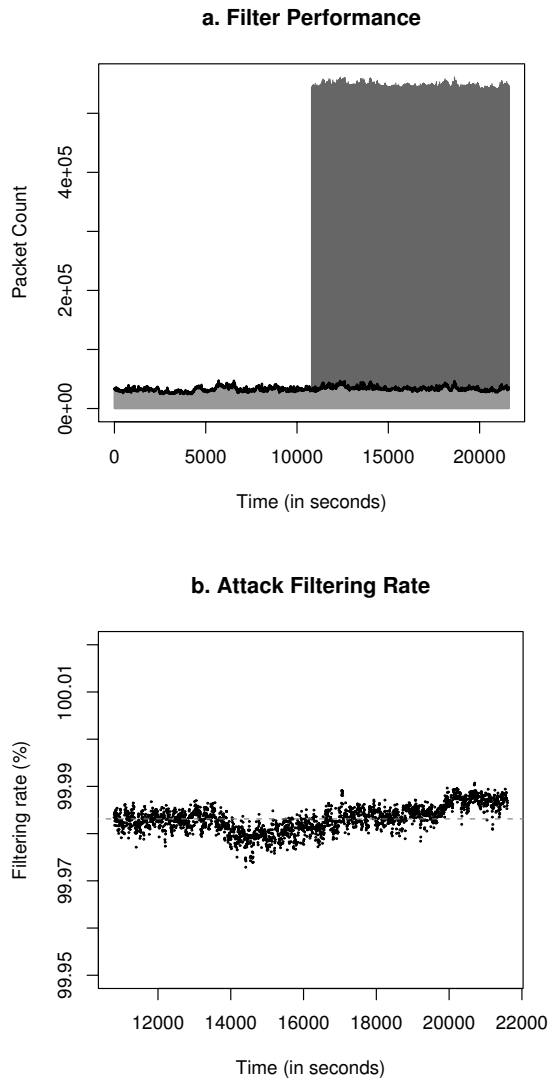 a. Filter Performance
Packet Count
4e+05
2e+05
0e+00
0 5000 10000 15000 20000
Time (in seconds)
b. Attack Filtering Rate
Filtering rate (%)
100.01
99.99
99.97
99.95
12000 14000 16000 18000 20000 22000
Time (in seconds)